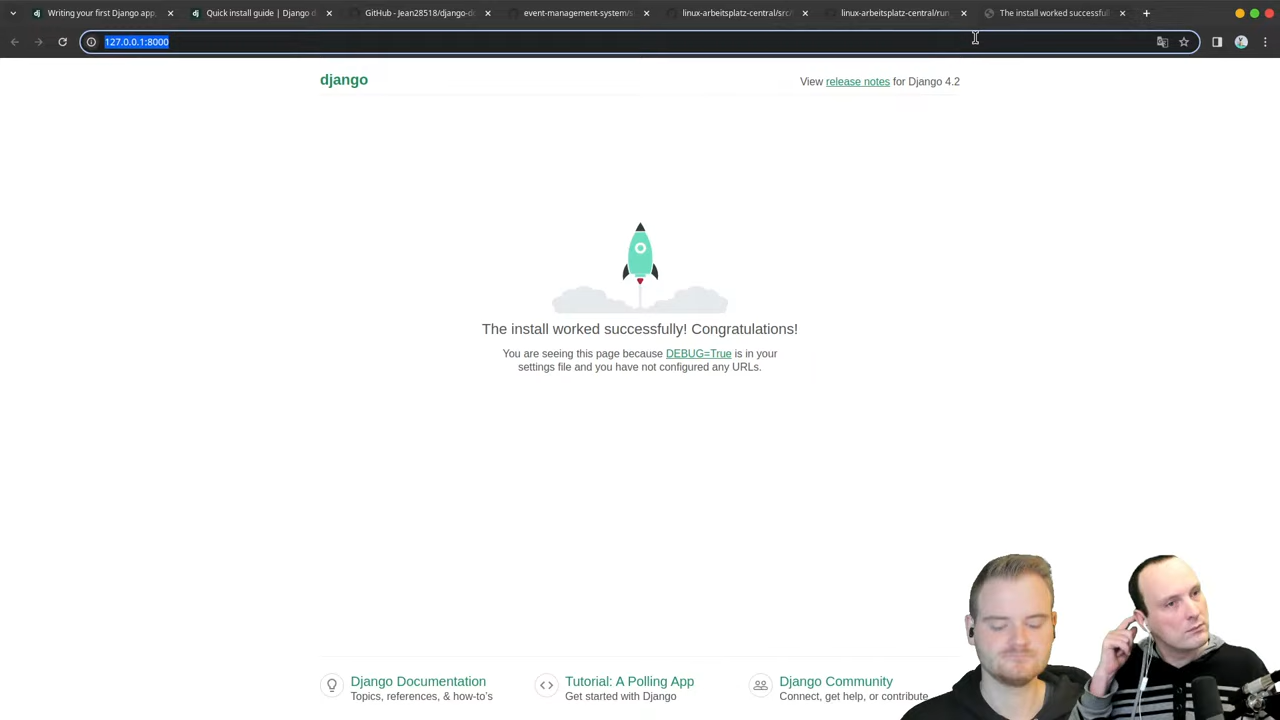 Writing your first Django app,
Quick install guide | Django d
GitHub - Jean28518/django-d
event-management-system/s
linux-arbeitsplatz-central/src/
linux-arbeitsplatz-central/run_
The install worked successful
127.0.0.1:8000
django
View release notes for Django 4.2
The install worked successfully! Congratulations!
You are seeing this page because DEBUG=True is in your
settings file and you have not configured any URLs.
Django Documentation
Topics, references, & how-to's
Tutorial: A Polling App
Get started with Django
Django Community
Connect, get help, or contribute